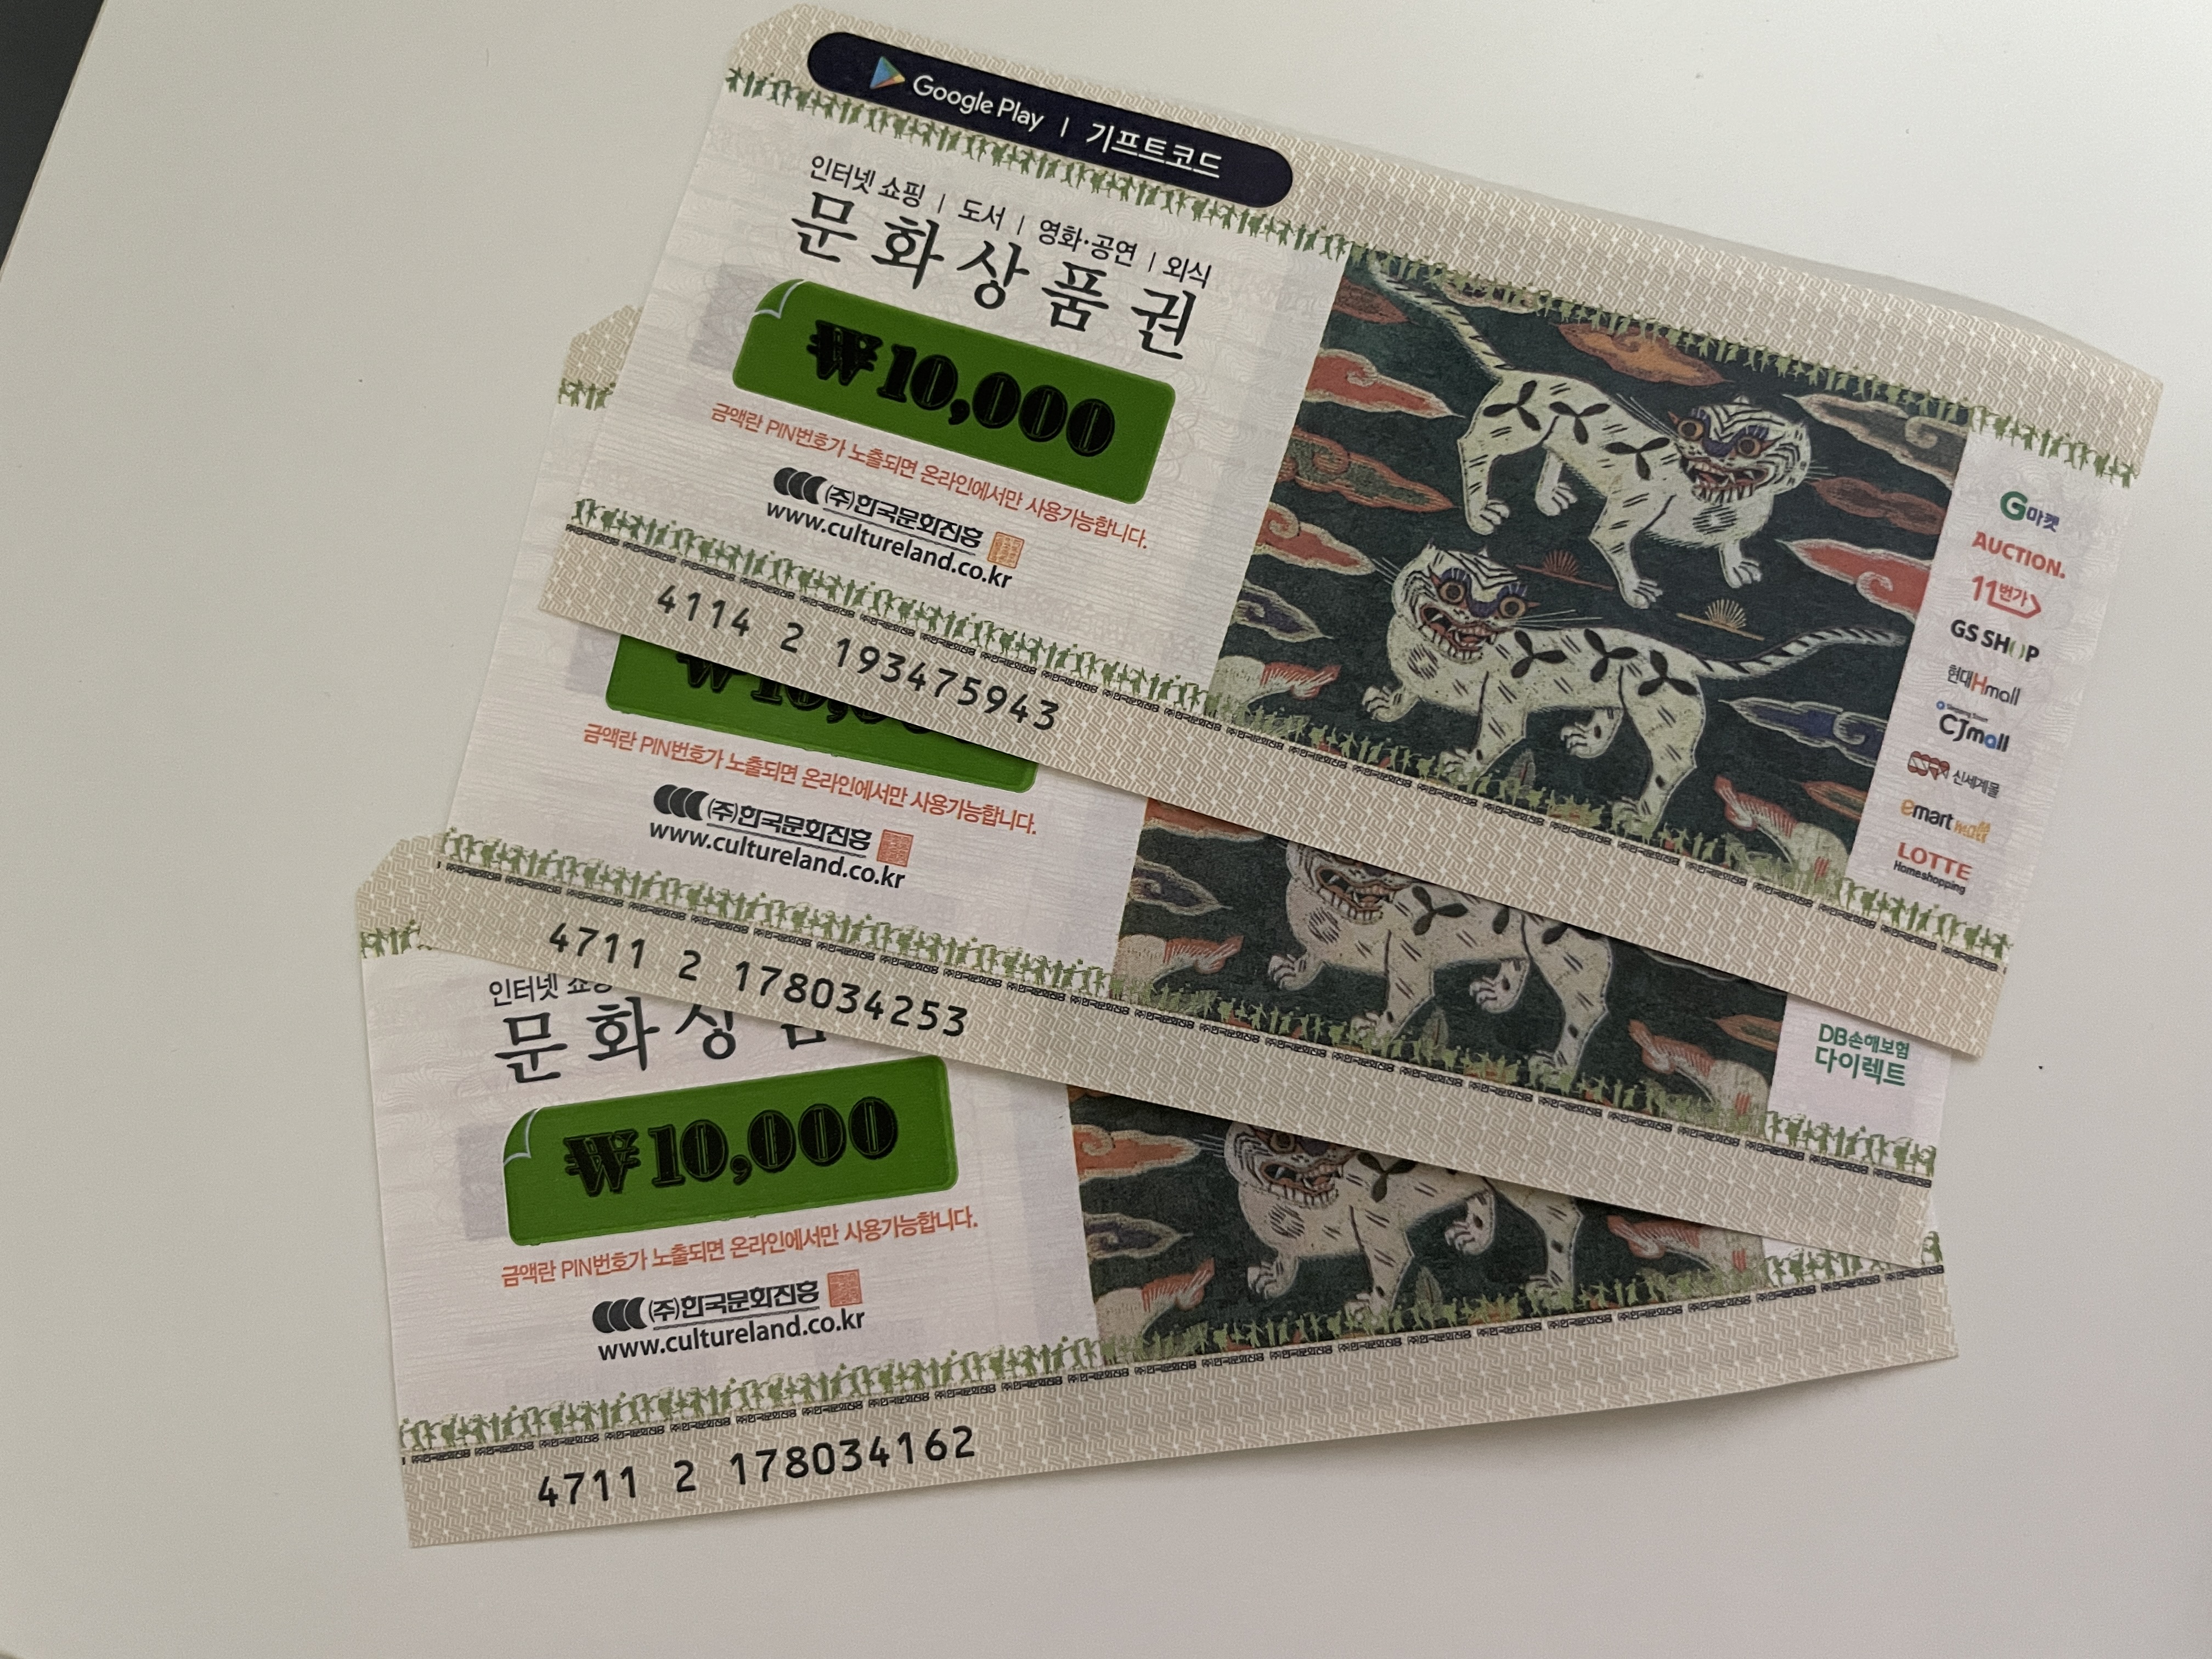 Google Play | 기프트코드
인터넷 쇼핑 | 도서 | 영화·공연 | 외식
문화상품권
₩10,000
금액란 PIN번호가 노출되면 온라인에서만 사용가능합니다.
(주)한국문화진흥
www.cultureland.co.kr
4114 2 193475943
G마켓
AUCTION.
11번가
GS SHOP
현대Hmall
CJmall
신세계몰
emart mall
LOTTE
Homeshopping
금액란 PIN번호가 노출되면 온라인에서만 사용가능합니다.
(주)한국문화진흥
www.cultureland.co.kr
4711 2 178034253
DB손해보험
다이렉트
인터넷
문화
₩10,000
금액란 PIN번호가 노출되면 온라인에서만 사용가능합니다.
(주)한국문화진흥
www.cultureland.co.kr
4711 2 178034162